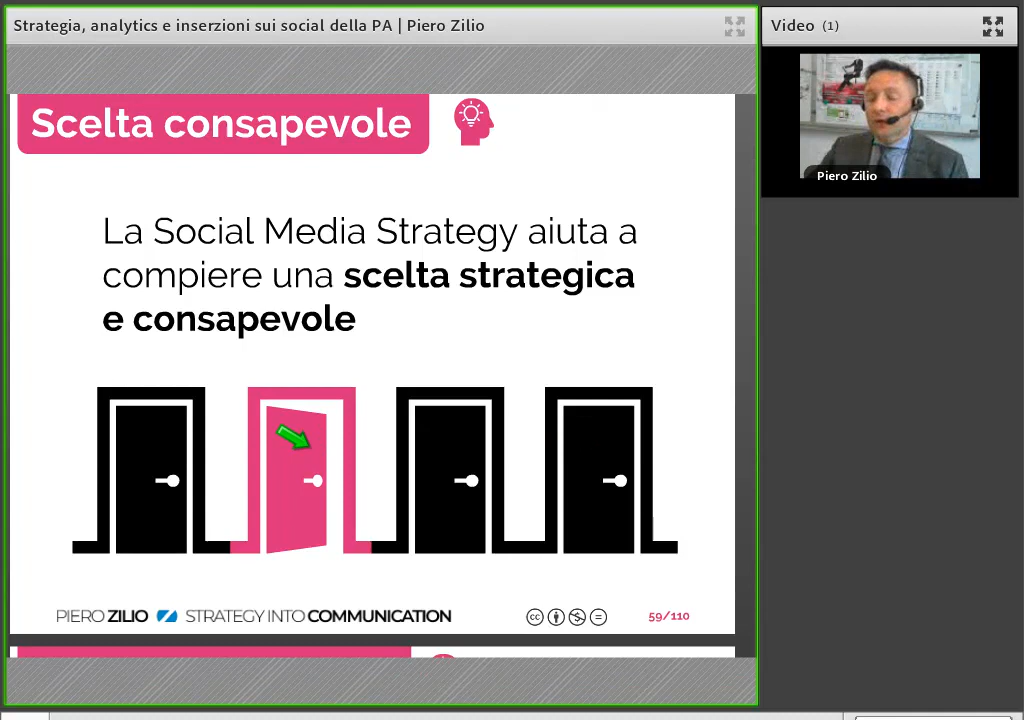 Strategia, analytics e inserzioni sui social della PA | Piero Zilio
Video (1)
Scelta consapevole
Piero Zilio
La Social Media Strategy aiuta a
compiere una scelta strategica
e consapevole
PIERO ZILIO STRATEGY INTO COMMUNICATION
cc
59/110